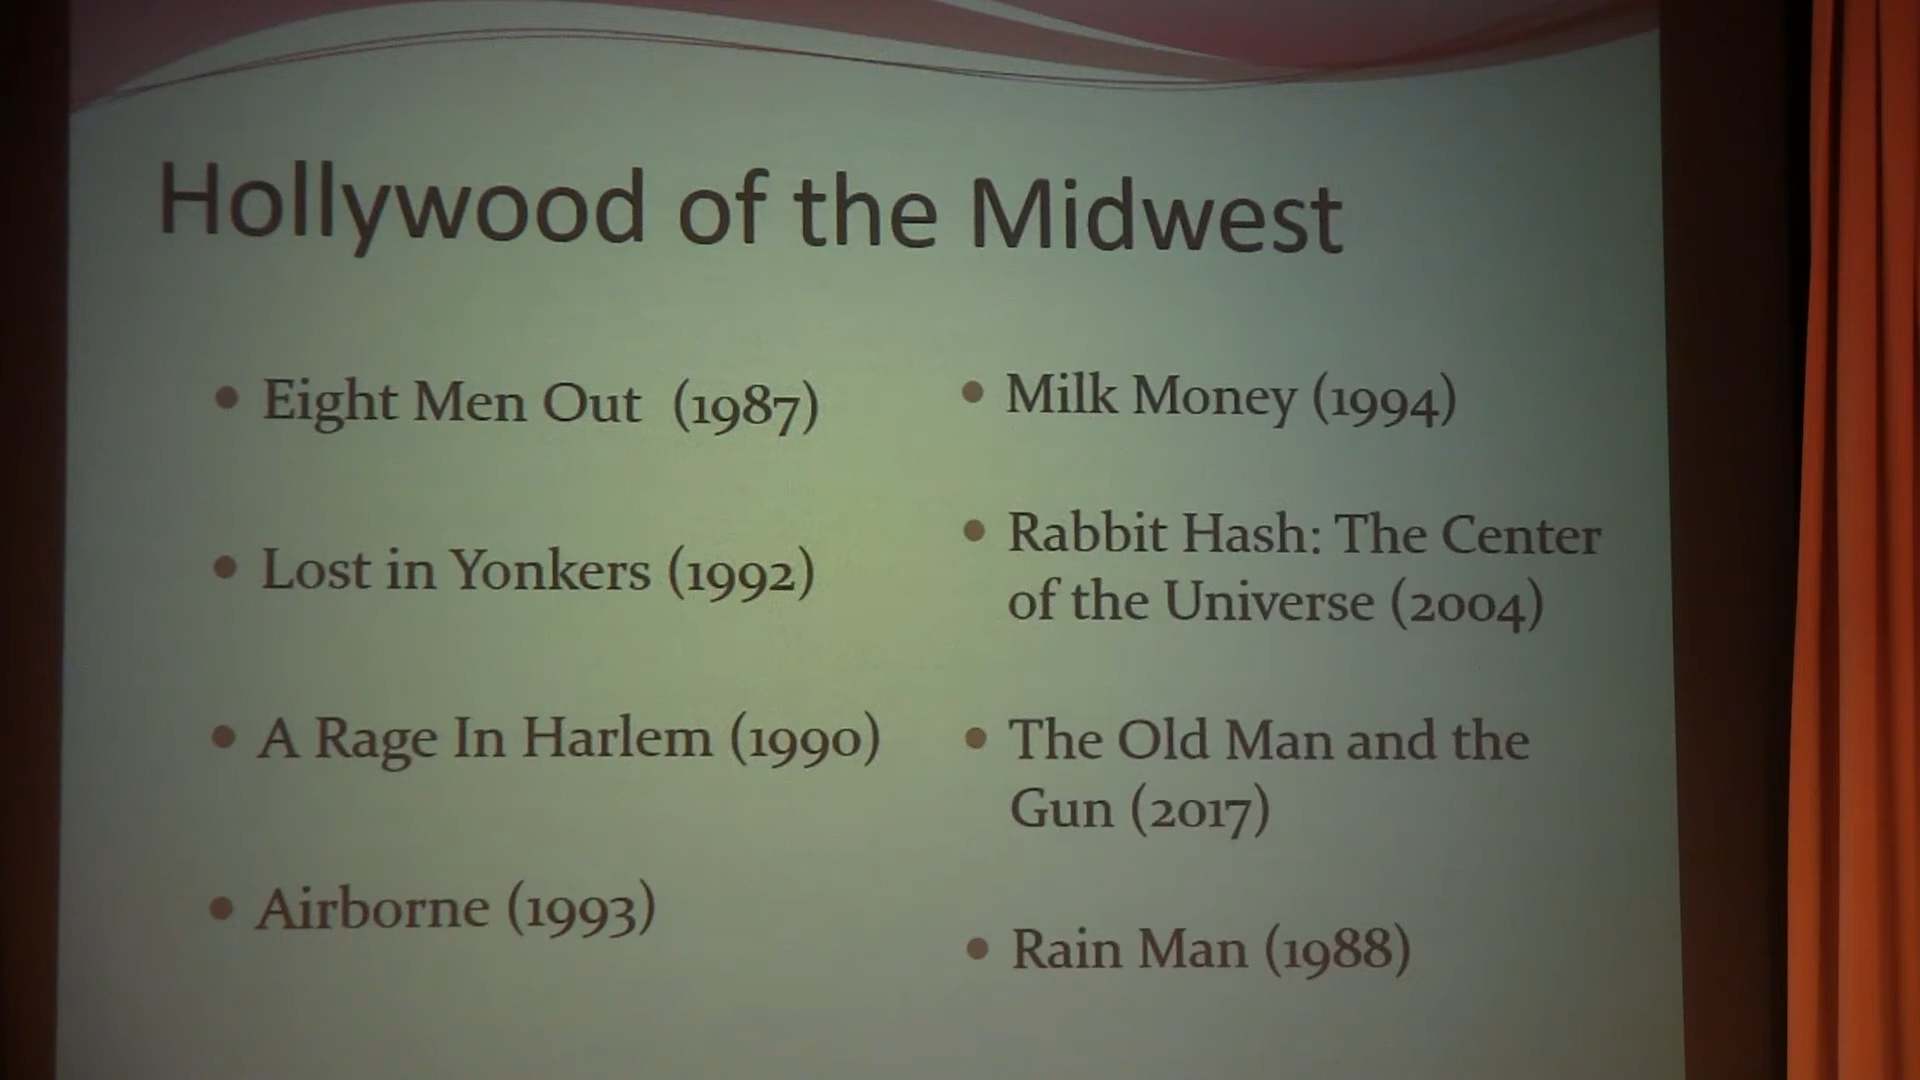 Hollywood of the Midwest
• Eight Men Out (1987)
• Lost in Yonkers (1992)
• A Rage In Harlem (1990)
• Airborne (1993)
• Milk Money (1994)
• Rabbit Hash: The Center
of the Universe (2004)
• The Old Man and the
Gun (2017)
• Rain Man (1988)